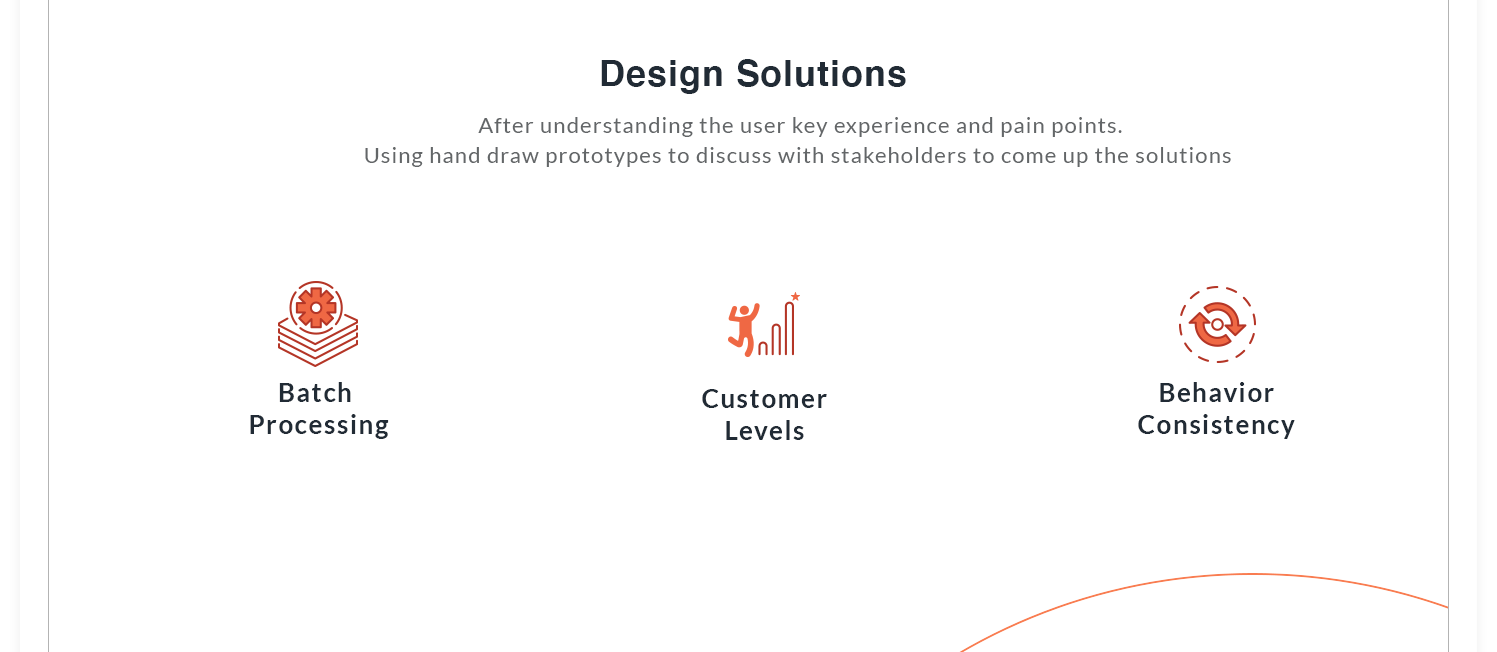 Design Solutions
After understanding the user key experience and pain points.
Using hand draw prototypes to discuss with stakeholders to come up the solutions
Batch
Processing
Customer
Levels
Behavior
Consistency